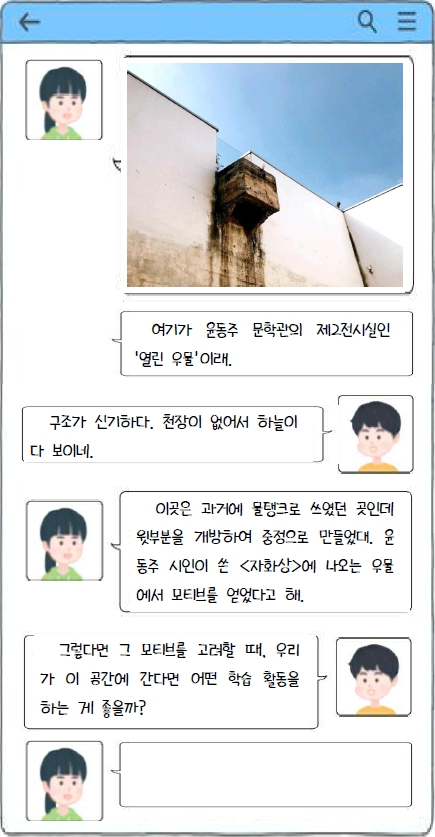 여기가 윤동주 문학관의 제2전시실인
'열린 우물'이래.
구조가 신기하다. 천장이 없어서 하늘이
다 보이네.
이곳은 과거에 물탱크로 쓰였던 곳인데
윗부분을 개방하여 중정으로 만들었대. 윤
동주 시인이 쓴 <자화상>에 나오는 우물
에서 모티브를 얻었다고 해.
그렇다면 그 모티브를 고려할 때, 우리
가 이 공간에 간다면 어떤 학습 활동을
하는 게 좋을까?